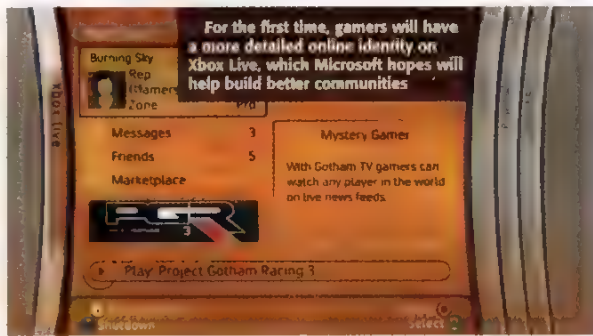 For the first time, gamers will have
a more detailed online identity on
Xbox Live, which Microsoft hopes will
help build better communities
Burning Sky
Rep
Gamers
Zone Pro
Messages 3
Friends 5
Marketplace
Mystery Gamer
With Gotham TV gamers can
watch any player in the world
on live news feeds.
PGR
3
Play Project Gotham Racing 3
Shutdown
Select
xbox live